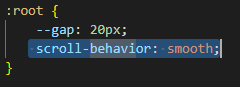 :root {
--gap: 20px;
scroll-behavior: smooth;
}